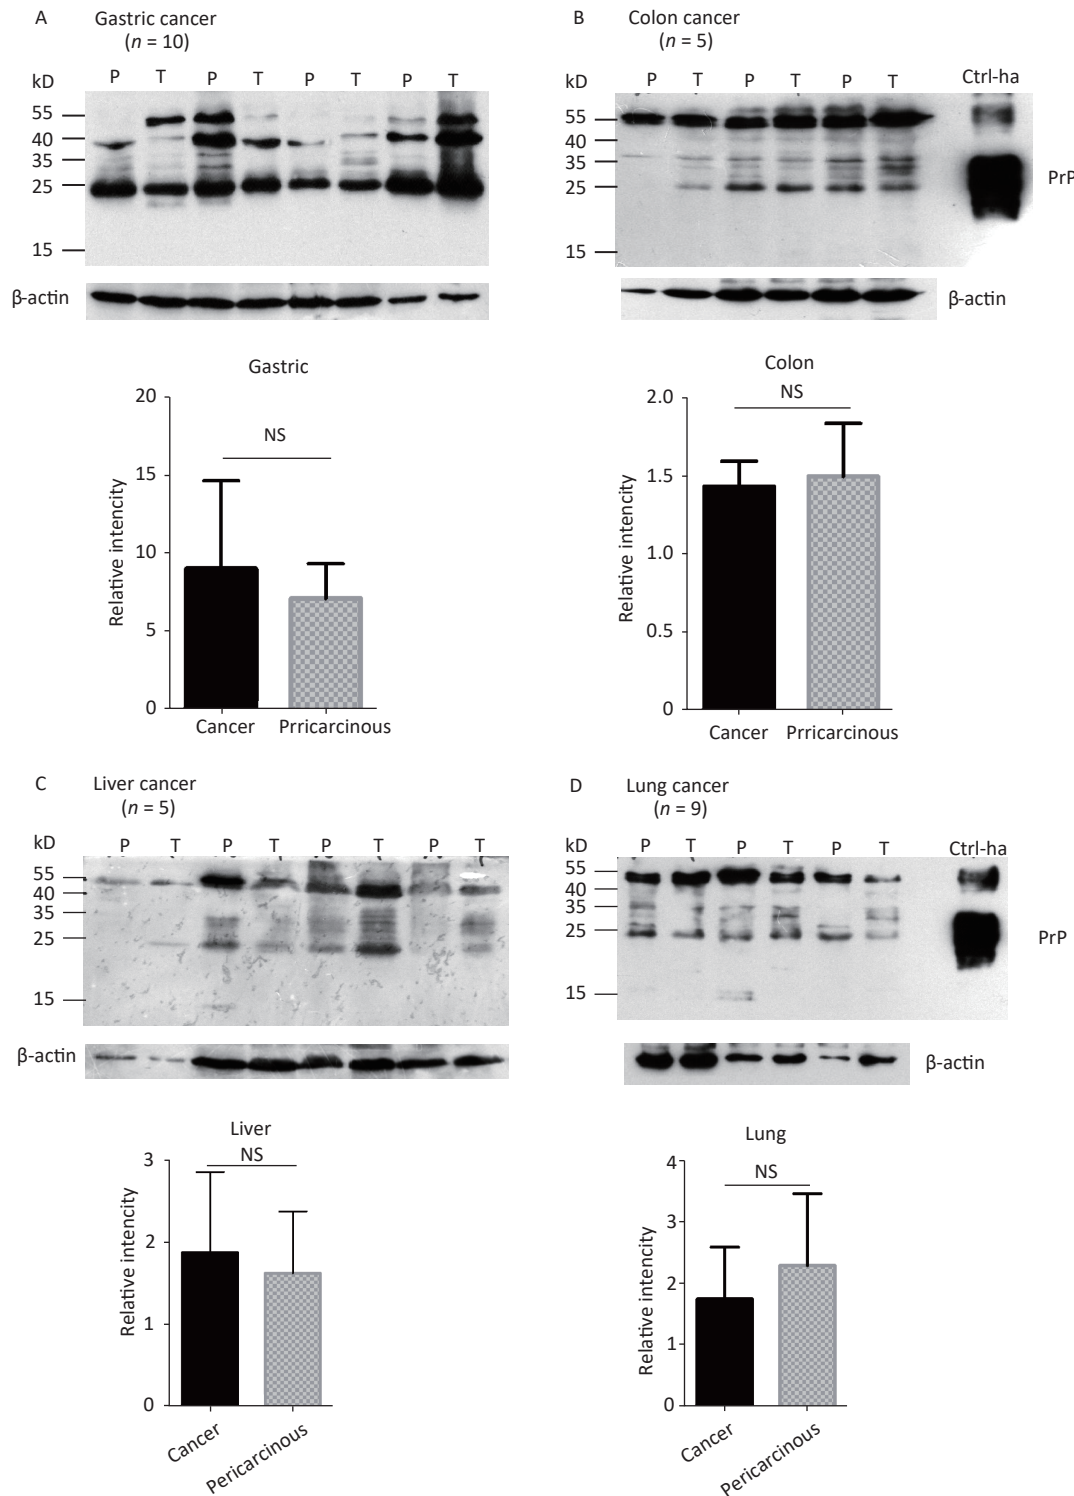 A Gastric cancer
(n = 10)
kD P T P T P T P T
55
40
35
25
15
β-actin
Gastric
NS
20
15
10
5
0
Relative intencity
Cancer Prricarcinous
B Colon cancer
(n = 5)
kD P T P T P T Ctrl-ha
55
40
35
25
15
PrP
β-actin
Colon
NS
2.0
1.5
1.0
0.5
0
Relative intencity
Cancer Prricarcinous
C Liver cancer
(n = 5)
kD P T P T P T P T
55
40
35
25
15
β-actin
Liver
NS
3
2
1
0
Relative intencity
Cancer
Pericarcinous
D Lung cancer
(n = 9)
kD P T P T P T Ctrl-ha
55
40
35
25
15
PrP
β-actin
Lung
NS
4
3
2
1
0
Relative intencity
Cancer
Pericarcinous